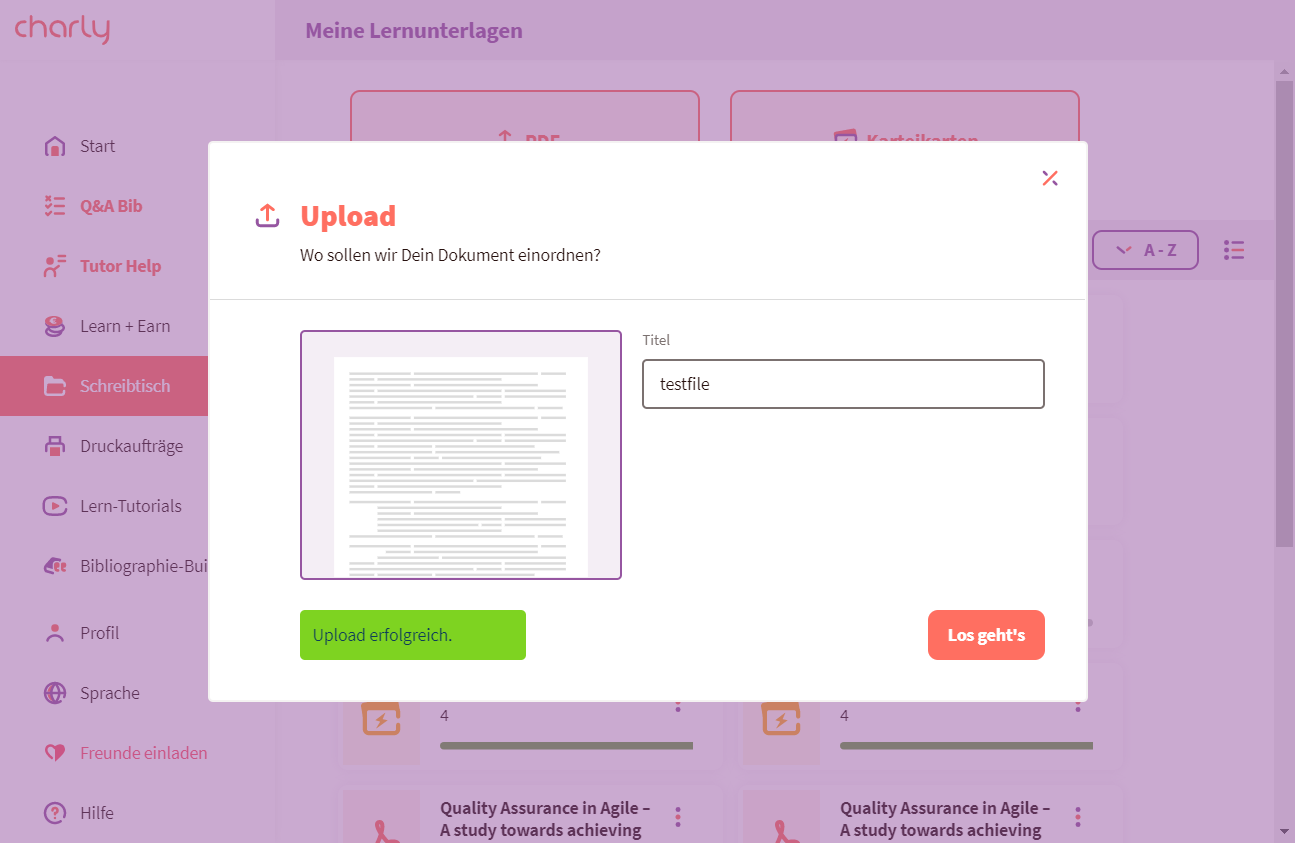 charly
Meine Lernunterlagen
Start
Q&A Bib
Tutor Help
Learn + Earn
Schreibtisch
Druckaufträge
Lern-Tutorials
Bibliographie-Bui
Profil
Sprache
Freunde einladen
Hilfe
PDF
Karteikarten
A - Z
Upload
Wo sollen wir Dein Dokument einordnen?
Titel
testfile
Upload erfolgreich.
Los geht's
4
4
Quality Assurance in Agile –
A study towards achieving
Quality Assurance in Agile –
A study towards achieving